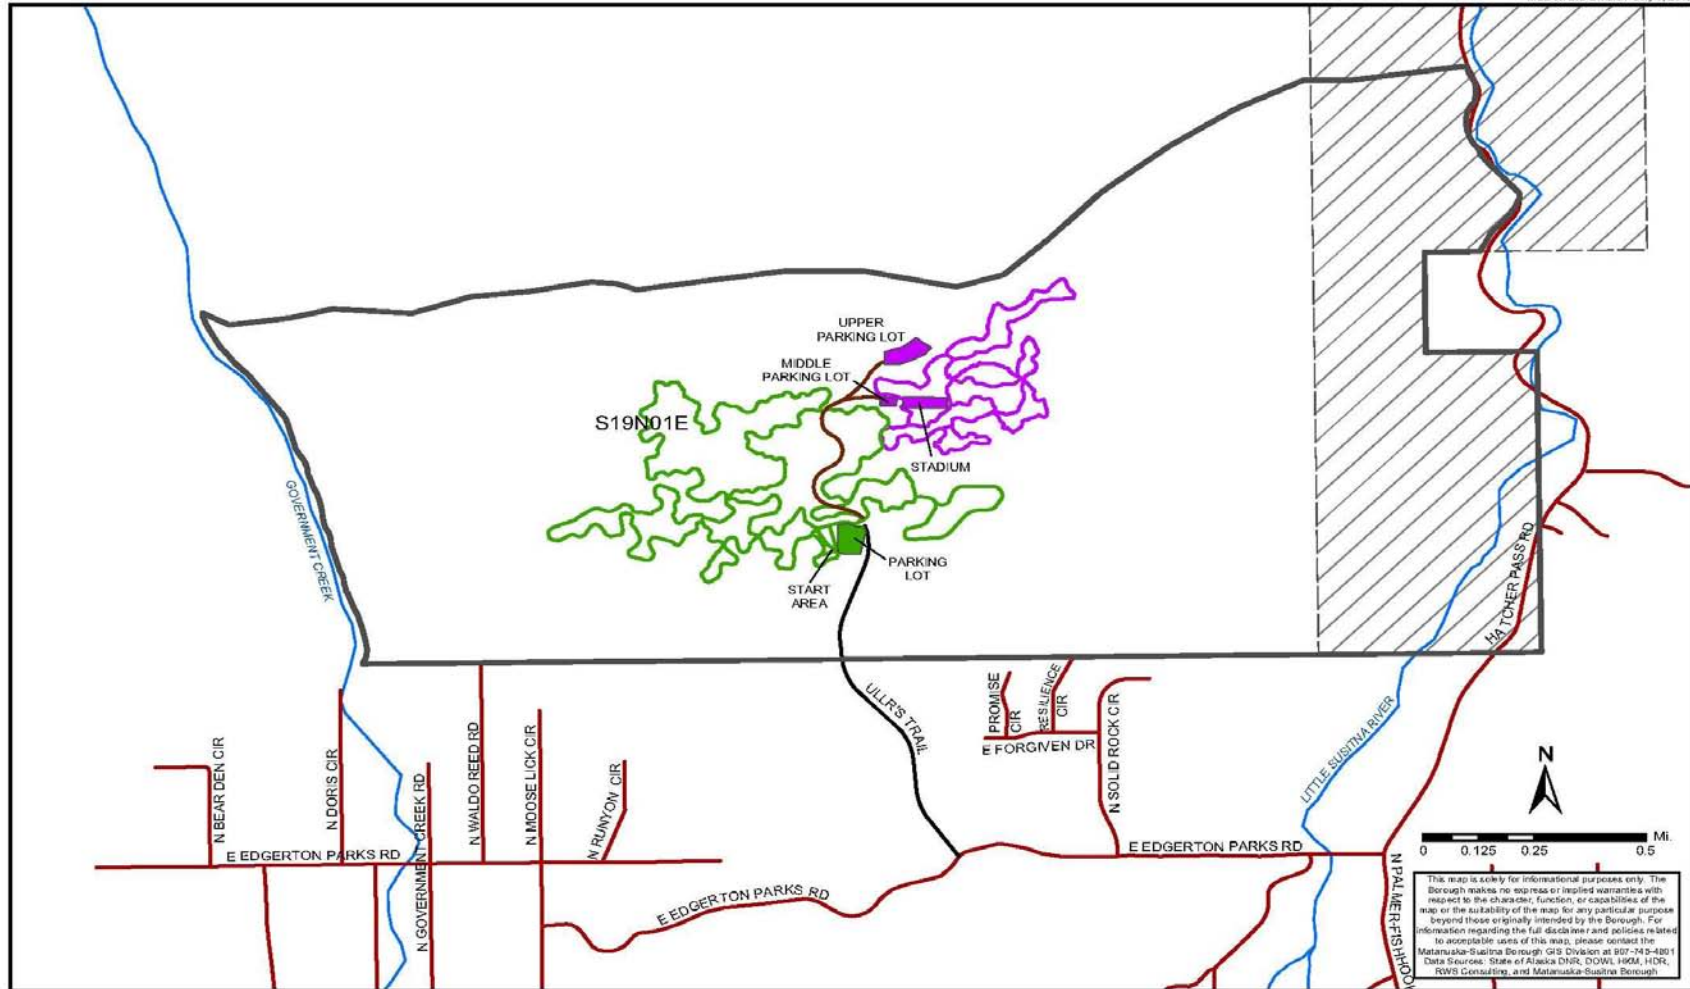 UPPER
PARKING LOT
MIDDLE
PARKING LOT
S19N01E
STADIUM
GOVERNMENT CREEK
PARKING
LOT
START
AREA
HATCHER PASS RD
ULLR'S TRAIL
PROMISE
CIR
RESILIENCE
CIR
E FORGIVEN DR
N SOLID ROCK CIR
LITTLE SUSITNA RIVER
N
N BEAR DEN CIR
N DORIS CIR
N GOVERNMENT CREEK RD
N WALDO REED RD
N MOOSE LICK CIR
N RUNYON CIR
E EDGERTON PARKS RD
E EDGERTON PARKS RD
E EDGERTON PARKS RD
Mi.
0 0.125 0.25 0.5
N PALMER-FISHHOO
This map is solely for informational purposes only. The
Borough makes no express or implied warranties with
respect to the character, function, or capabilities of the
map or the suitability of the map for any particular purpose
beyond those originally intended by the Borough. For
information regarding the full disclaimer and policies related
to acceptable uses of this map, please contact the
Matanuska-Susitna Borough GIS Division at 907-745-4801
Data Sources: State of Alaska DNR, DOWL HKM, HDR,
RWS Consulting, and Matanuska-Susitna Borough